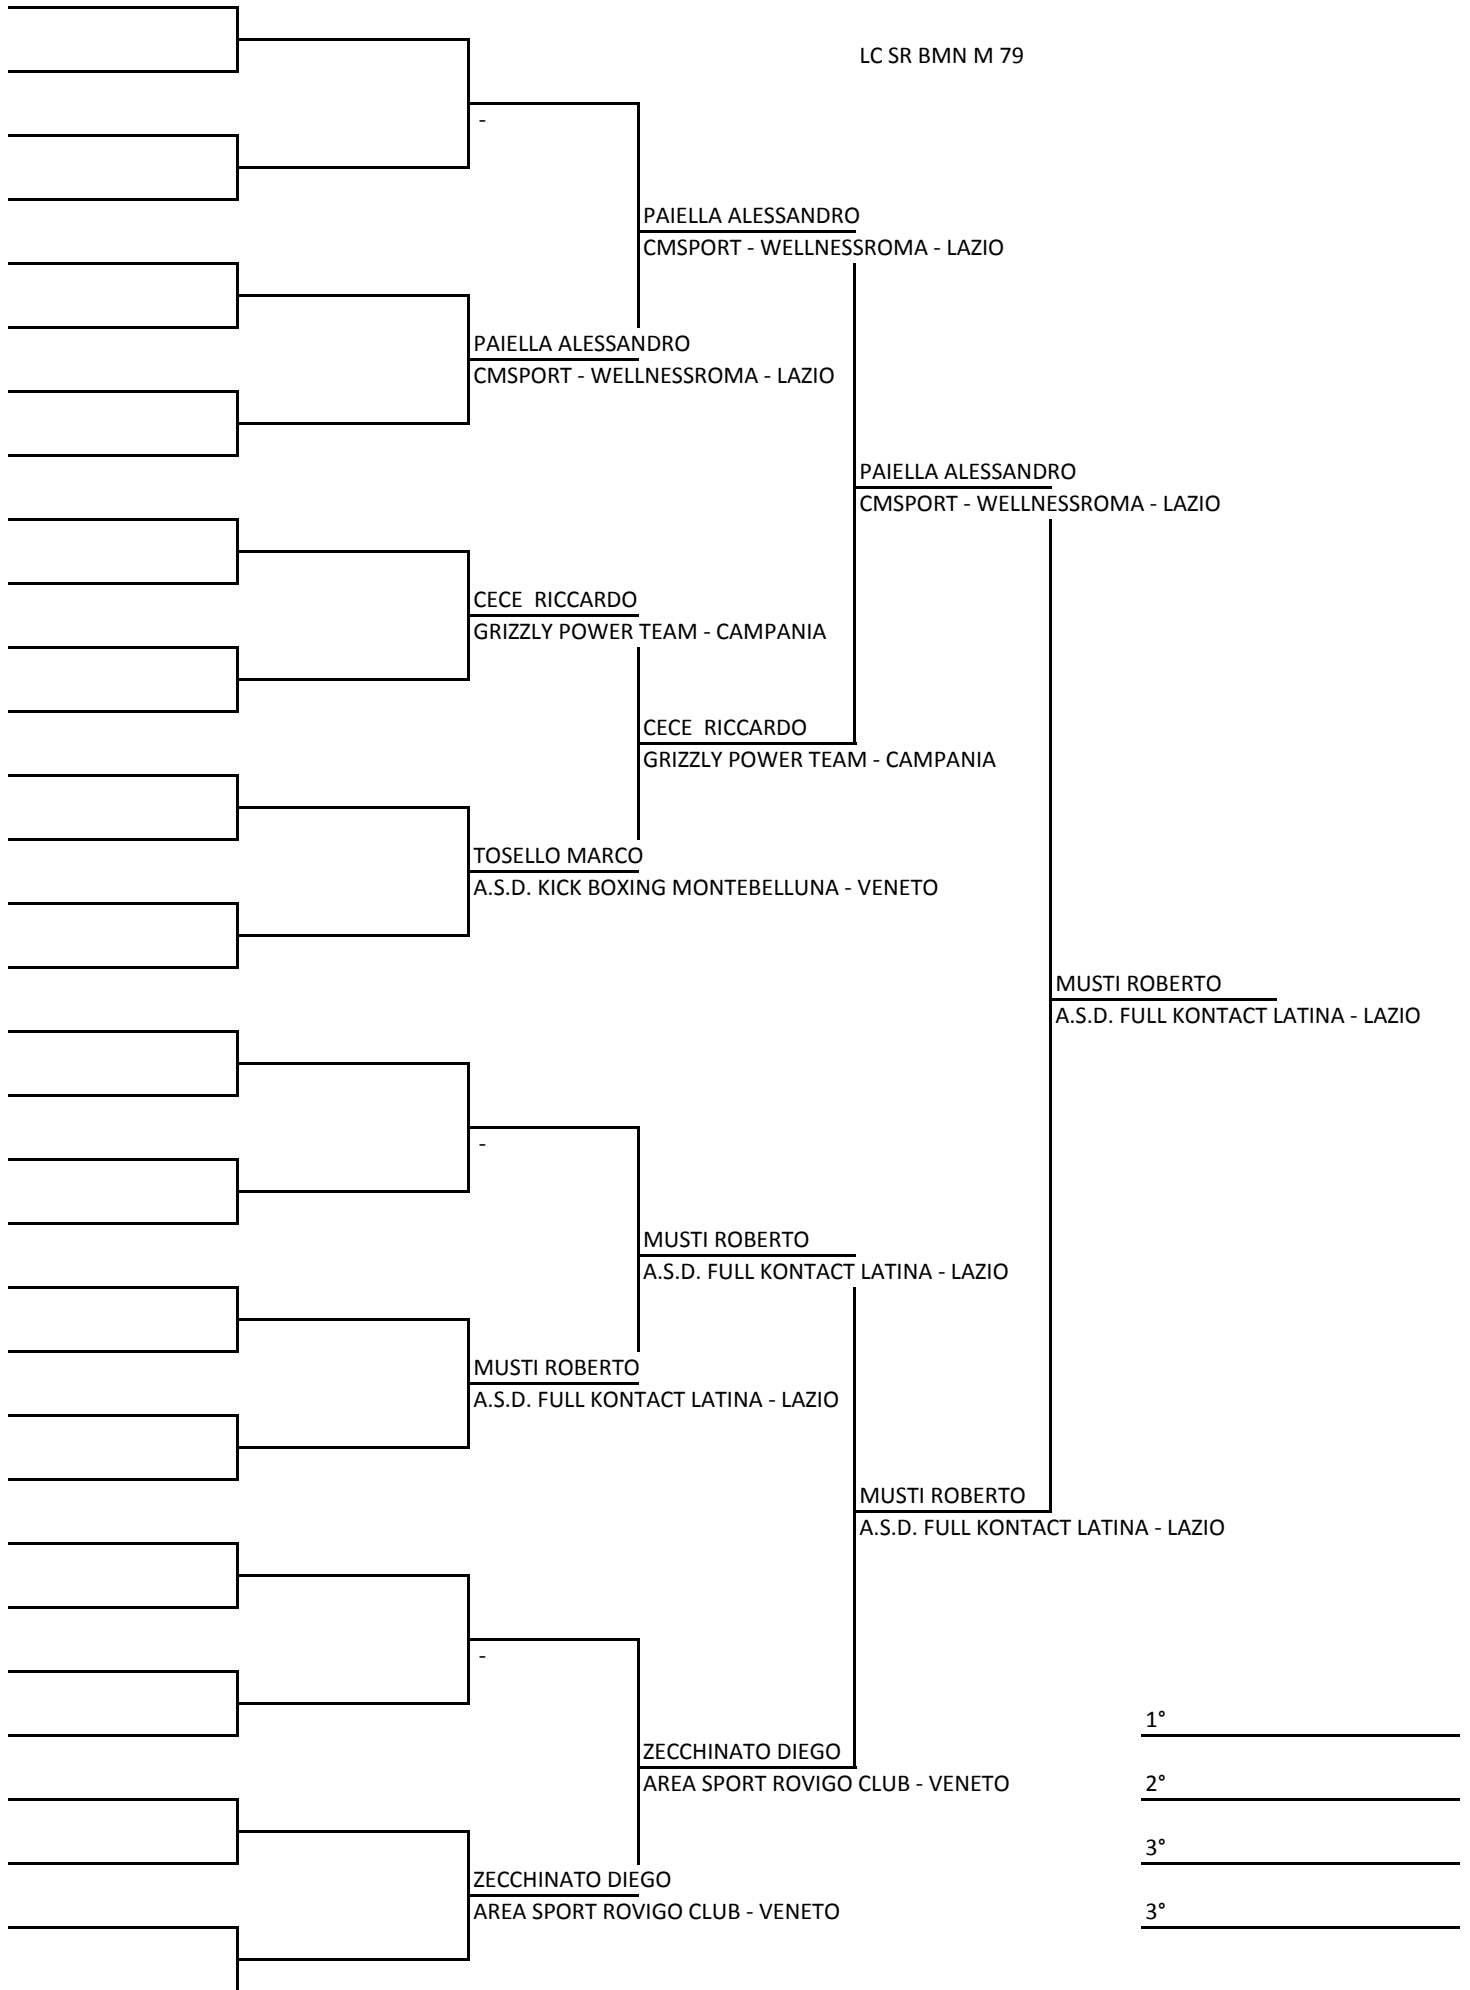 LC SR BMN M 79
-
PAIELLA ALESSANDRO
CMSPORT - WELLNESSROMA - LAZIO
PAIELLA ALESSANDRO
CMSPORT - WELLNESSROMA - LAZIO
PAIELLA ALESSANDRO
CMSPORT - WELLNESSROMA - LAZIO
CECE  RICCARDO
GRIZZLY POWER TEAM - CAMPANIA
CECE  RICCARDO
GRIZZLY POWER TEAM - CAMPANIA
TOSELLO MARCO
A.S.D. KICK BOXING MONTEBELLUNA - VENETO
MUSTI ROBERTO
A.S.D. FULL KONTACT LATINA - LAZIO
-
MUSTI ROBERTO
A.S.D. FULL KONTACT LATINA - LAZIO
MUSTI ROBERTO
A.S.D. FULL KONTACT LATINA - LAZIO
MUSTI ROBERTO
A.S.D. FULL KONTACT LATINA - LAZIO
-
1°
ZECCHINATO DIEGO
AREA SPORT ROVIGO CLUB - VENETO
2°
3°
ZECCHINATO DIEGO
AREA SPORT ROVIGO CLUB - VENETO
3°